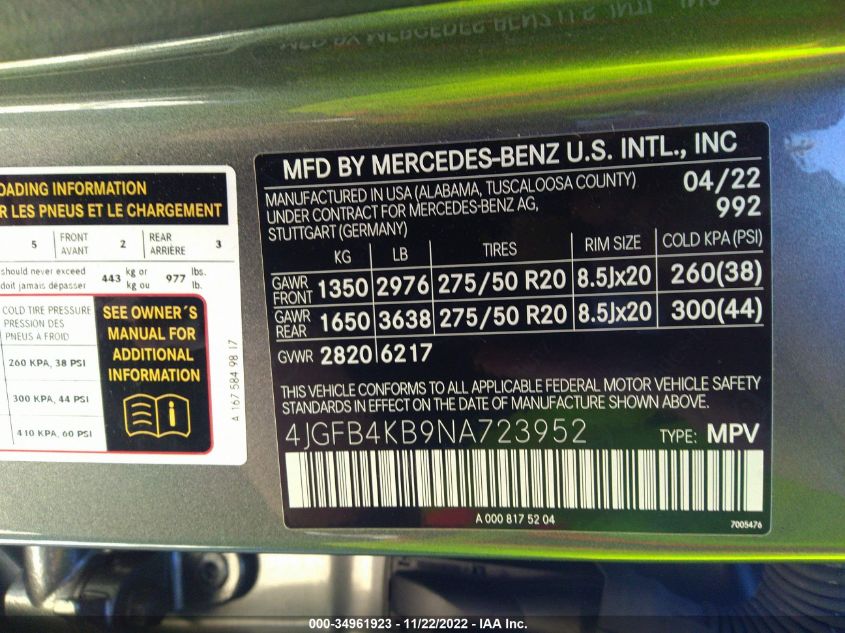 OADING INFORMATION
R LES PNEUS ET LE CHARGEMENT
5 FRONT AVANT 2 REAR ARRIÈRE 3
should never exceed
doit jamais dépasser 443 kg or kg ou 977 lbs. lb.
COLD TIRE PRESSURE
PRESSION DES
PNEUS À FROID
260 KPA, 38 PSI
300 KPA, 44 PSI
410 KPA, 60 PSI
SEE OWNER´S
MANUAL FOR
ADDITIONAL
INFORMATION
A 167 584 98 17
MFD BY MERCEDES-BENZ U.S. INTL., INC
MANUFACTURED IN USA (ALABAMA, TUSCALOOSA COUNTY) 04/22
UNDER CONTRACT FOR MERCEDES-BENZ AG, 992
STUTTGART (GERMANY)
KG LB TIRES RIM SIZE COLD KPA (PSI)
GAWR FRONT 1350 2976 275/50 R20 8.5Jx20 260(38)
GAWR REAR 1650 3638 275/50 R20 8.5Jx20 300(44)
GVWR 2820 6217
THIS VEHICLE CONFORMS TO ALL APPLICABLE FEDERAL MOTOR VEHICLE SAFETY
STANDARDS IN EFFECT ON THE DATE OF MANUFACTURE SHOWN ABOVE.
4JGFB4KB9NA723952 TYPE: MPV
A 000 817 52 04
7005476
000-34961923 - 11/22/2022 - IAA Inc.